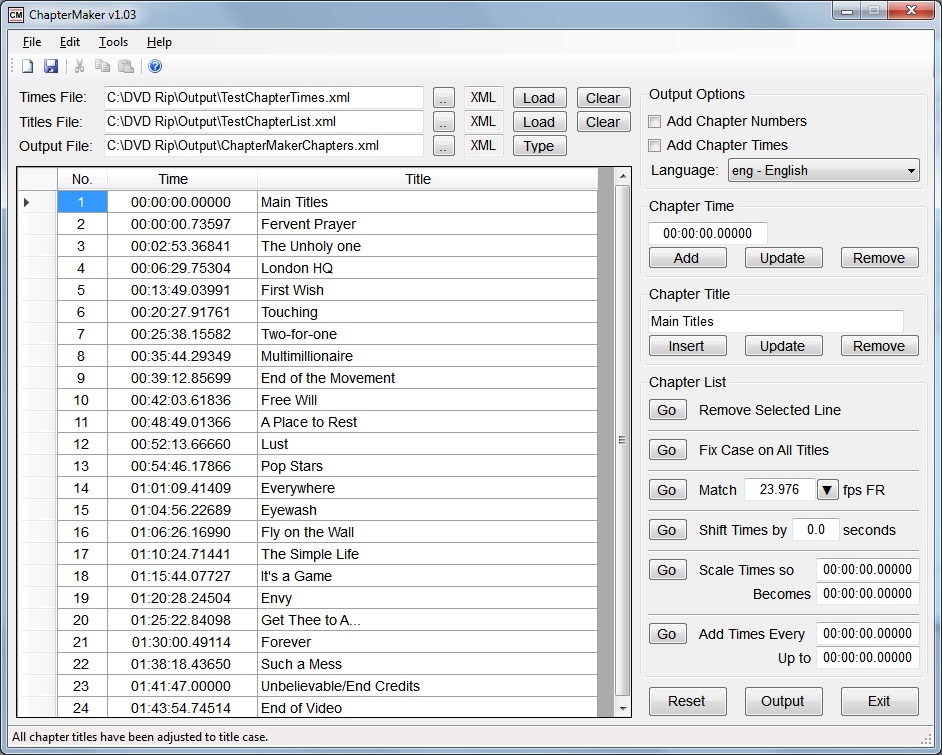 CM ChapterMaker v1.03
File Edit Tools Help
Times File: C:\DVD Rip\Output\TestChapterTimes.xml .. XML Load Clear
Titles File: C:\DVD Rip\Output\TestChapterList.xml .. XML Load Clear
Output File: C:\DVD Rip\Output\ChapterMakerChapters.xml .. XML Type
No. Time Title
1 00:00:00.00000 Main Titles
2 00:00:00.73597 Fervent Prayer
3 00:02:53.36841 The Unholy one
4 00:06:29.75304 London HQ
5 00:13:49.03991 First Wish
6 00:20:27.91761 Touching
7 00:25:38.15582 Two-for-one
8 00:35:44.29349 Multimillionaire
9 00:39:12.85699 End of the Movement
10 00:42:03.61836 Free Will
11 00:48:49.01366 A Place to Rest
12 00:52:13.66660 Lust
13 00:54:46.17866 Pop Stars
14 01:01:09.41409 Everywhere
15 01:04:56.22689 Eyewash
16 01:06:26.16990 Fly on the Wall
17 01:10:24.71441 The Simple Life
18 01:15:44.07727 It's a Game
19 01:20:28.24504 Envy
20 01:25:22.84098 Get Thee to A...
21 01:30:00.49114 Forever
22 01:38:18.43650 Such a Mess
23 01:41:47.00000 Unbelievable/End Credits
24 01:43:54.74514 End of Video
Output Options
Add Chapter Numbers
Add Chapter Times
Language: eng - English
Chapter Time
00:00:00.00000
Add Update Remove
Chapter Title
Main Titles
Insert Update Remove
Chapter List
Go Remove Selected Line
Go Fix Case on All Titles
Go Match 23.976 fps FR
Go Shift Times by 0.0 seconds
Go Scale Times so 00:00:00.00000
Becomes 00:00:00.00000
Go Add Times Every 00:00:00.00000
Up to 00:00:00.00000
Reset Output Exit
All chapter titles have been adjusted to title case.